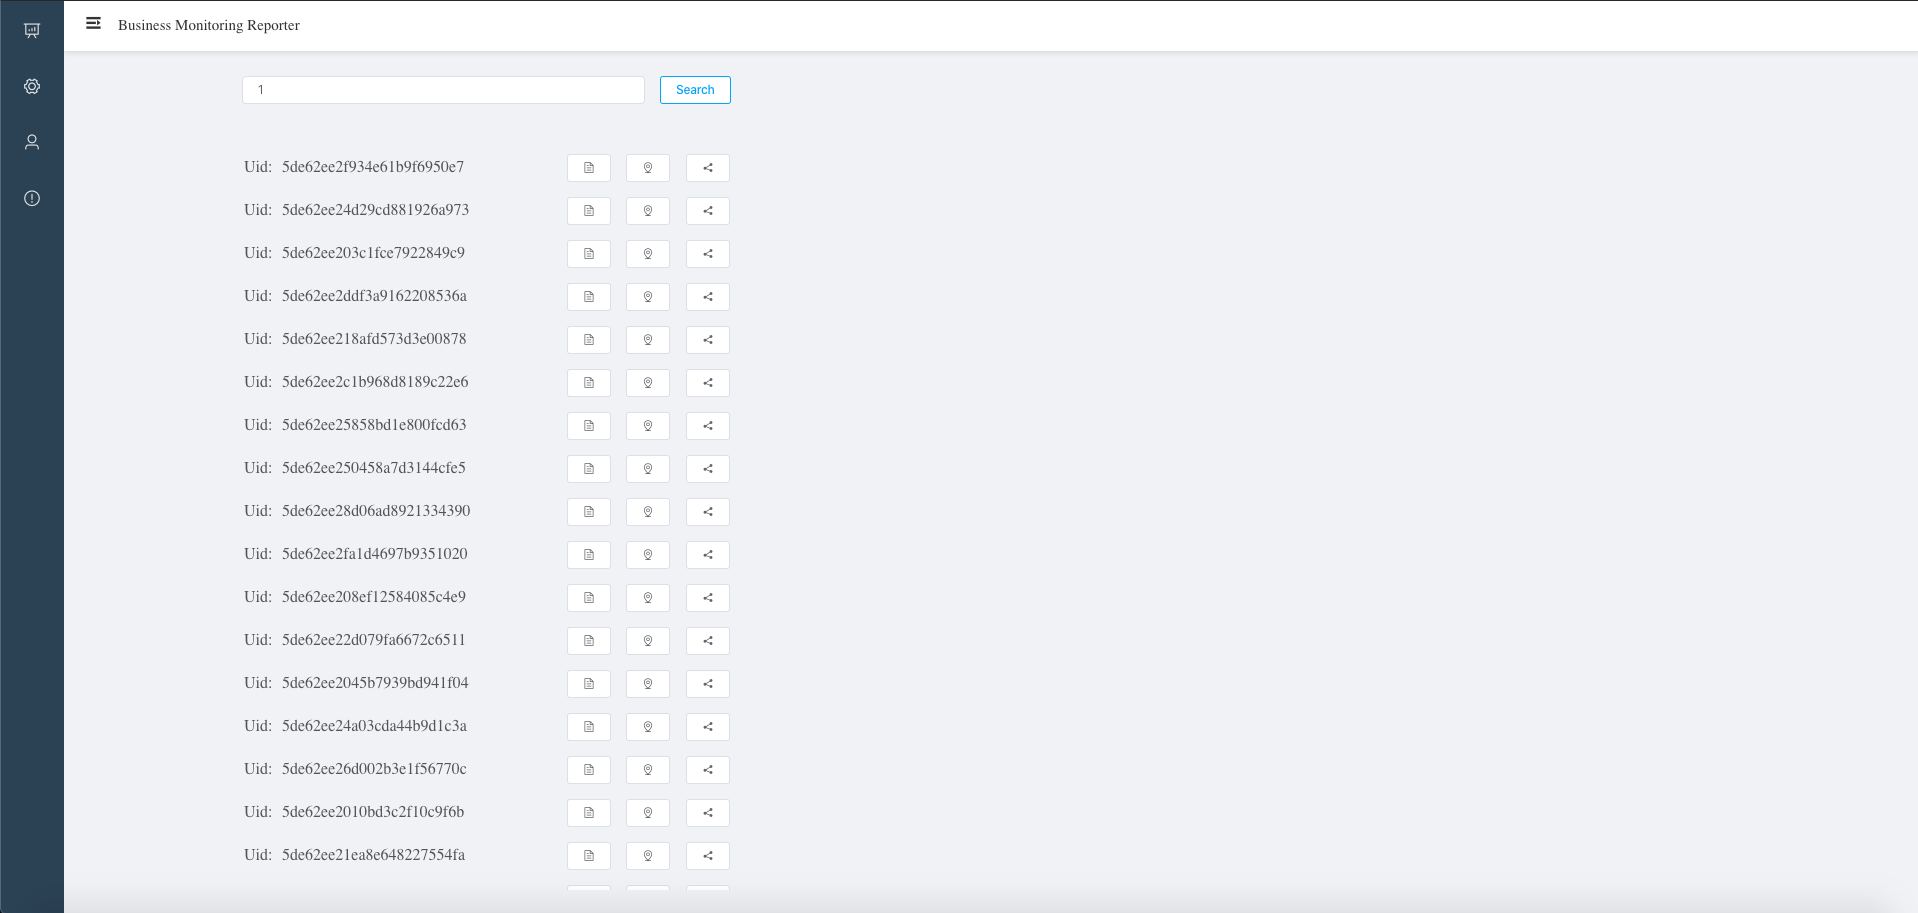 Business Monitoring Reporter
1 Search
Uid: 5de62ee2f934e61b9f6950e7
Uid: 5de62ee24d29cd881926a973
Uid: 5de62ee203c1fce7922849c9
Uid: 5de62ee2ddf3a9162208536a
Uid: 5de62ee218afd573d3e00878
Uid: 5de62ee2c1b968d8189c22e6
Uid: 5de62ee25858bd1e800fcd63
Uid: 5de62ee250458a7d3144cfe5
Uid: 5de62ee28d06ad8921334390
Uid: 5de62ee2fa1d4697b9351020
Uid: 5de62ee208ef12584085c4e9
Uid: 5de62ee22d079fa6672c6511
Uid: 5de62ee2045b7939bd941f04
Uid: 5de62ee24a03cda44b9d1c3a
Uid: 5de62ee26d002b3e1f56770c
Uid: 5de62ee2010bd3c2f10c9f6b
Uid: 5de62ee21ea8e648227554fa